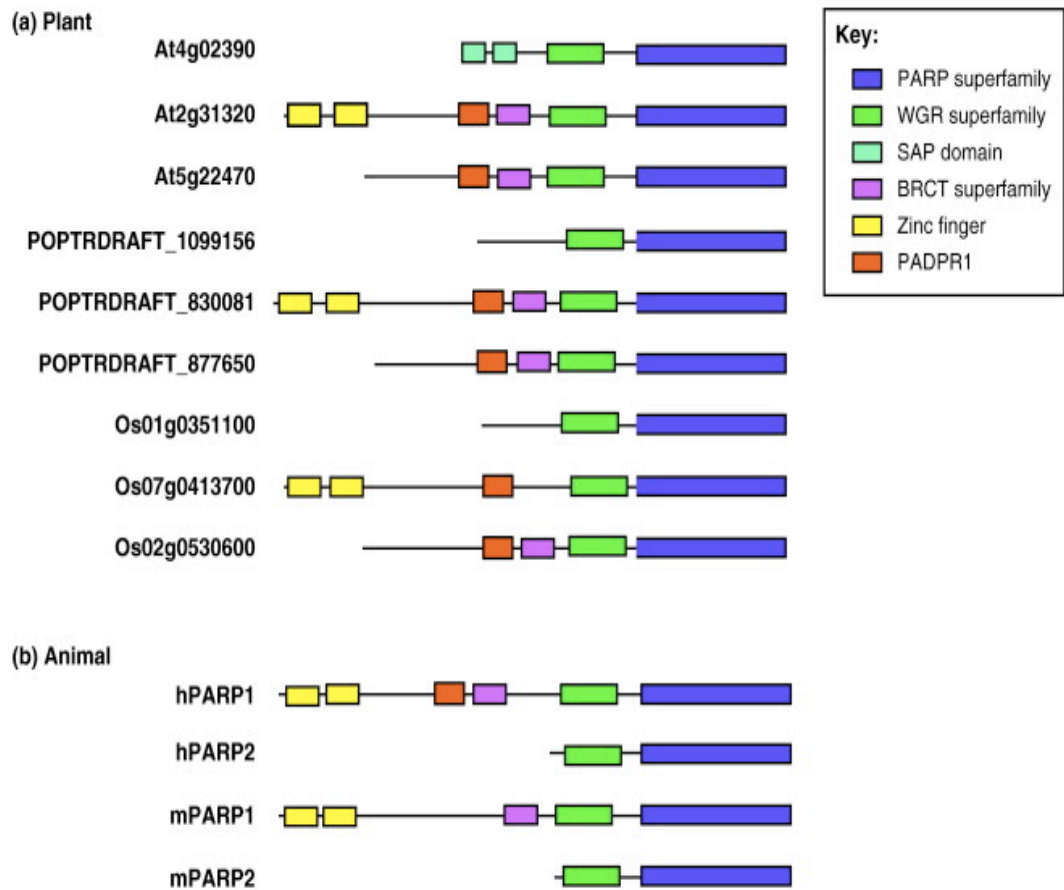 (a) Plant
At4g02390
At2g31320
At5g22470
POPTRDRAFT_1099156
POPTRDRAFT_830081
POPTRDRAFT_877650
Os01g0351100
Os07g0413700
Os02g0530600
Key:
PARP superfamily
WGR superfamily
SAP domain
BRCT superfamily
Zinc finger
PADPR1
(b) Animal
hPARP1
hPARP2
mPARP1
mPARP2